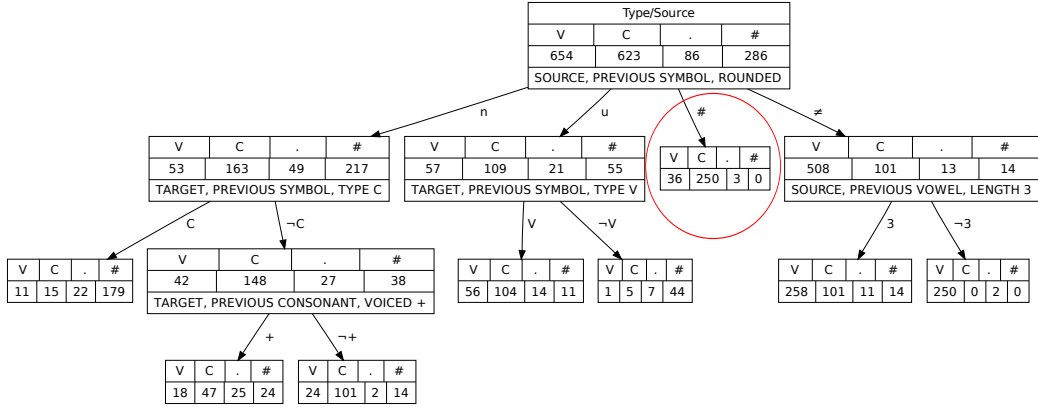 Type/Source
V C . #
654 623 86 286
SOURCE, PREVIOUS SYMBOL, ROUNDED
n u # ≠
V C . #
53 163 49 217
TARGET, PREVIOUS SYMBOL, TYPE C
V C . #
57 109 21 55
TARGET, PREVIOUS SYMBOL, TYPE V
V C . #
36 250 3 0
V C . #
508 101 13 14
SOURCE, PREVIOUS VOWEL, LENGTH 3
C ¬C V ¬V 3 ¬3
V C . #
11 15 22 179
V C . #
42 148 27 38
TARGET, PREVIOUS CONSONANT, VOICED +
V C . #
56 104 14 11
V C . #
1 5 7 44
V C . #
258 101 11 14
V C . #
250 0 2 0
+ ¬+
V C . #
18 47 25 24
V C . #
24 101 2 14